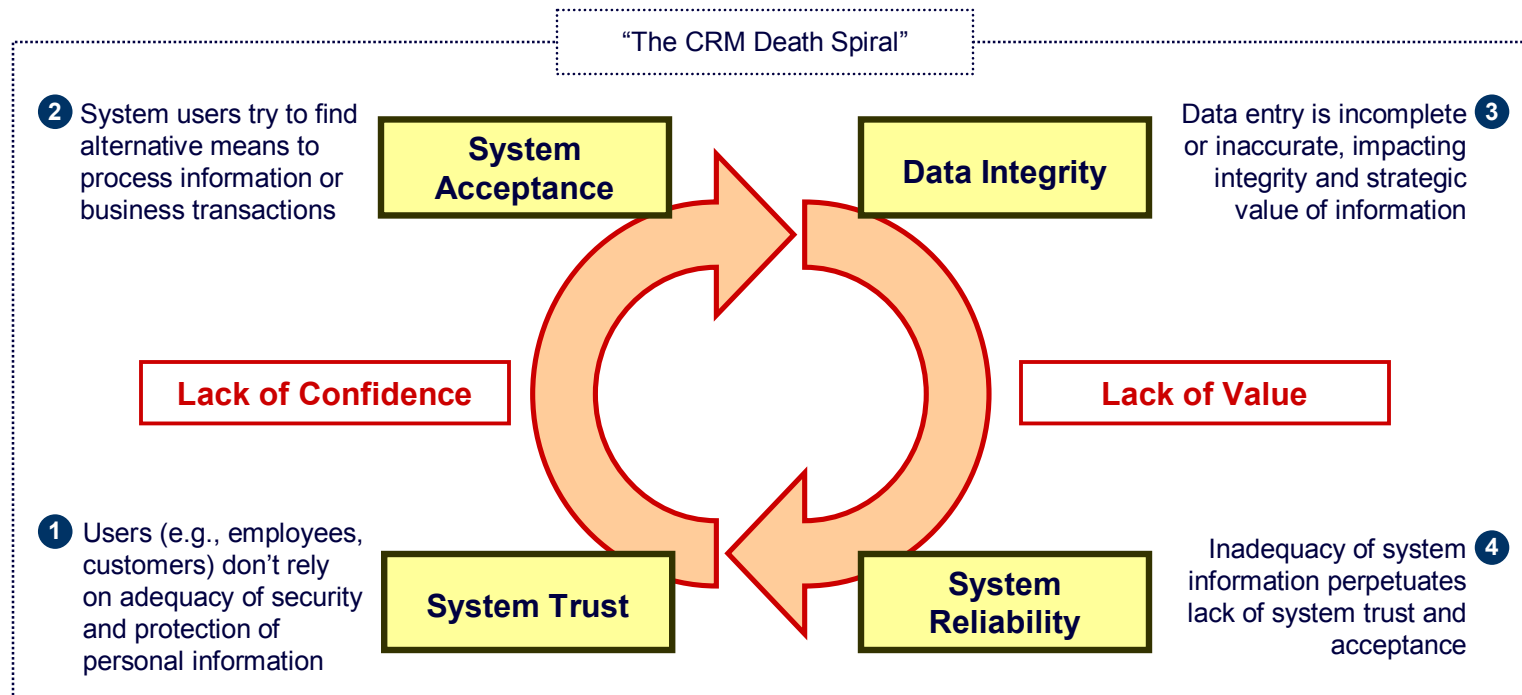 “The CRM Death Spiral”
2 System users try to find
alternative means to
process information or
business transactions
System
Acceptance
Data Integrity
Data entry is incomplete 3
or inaccurate, impacting
integrity and strategic
value of information
Lack of Confidence
Lack of Value
1 Users (e.g., employees,
customers) don’t rely
on adequacy of security
and protection of
personal information
System Trust
System
Reliability
Inadequacy of system 4
information perpetuates
lack of system trust and
acceptance